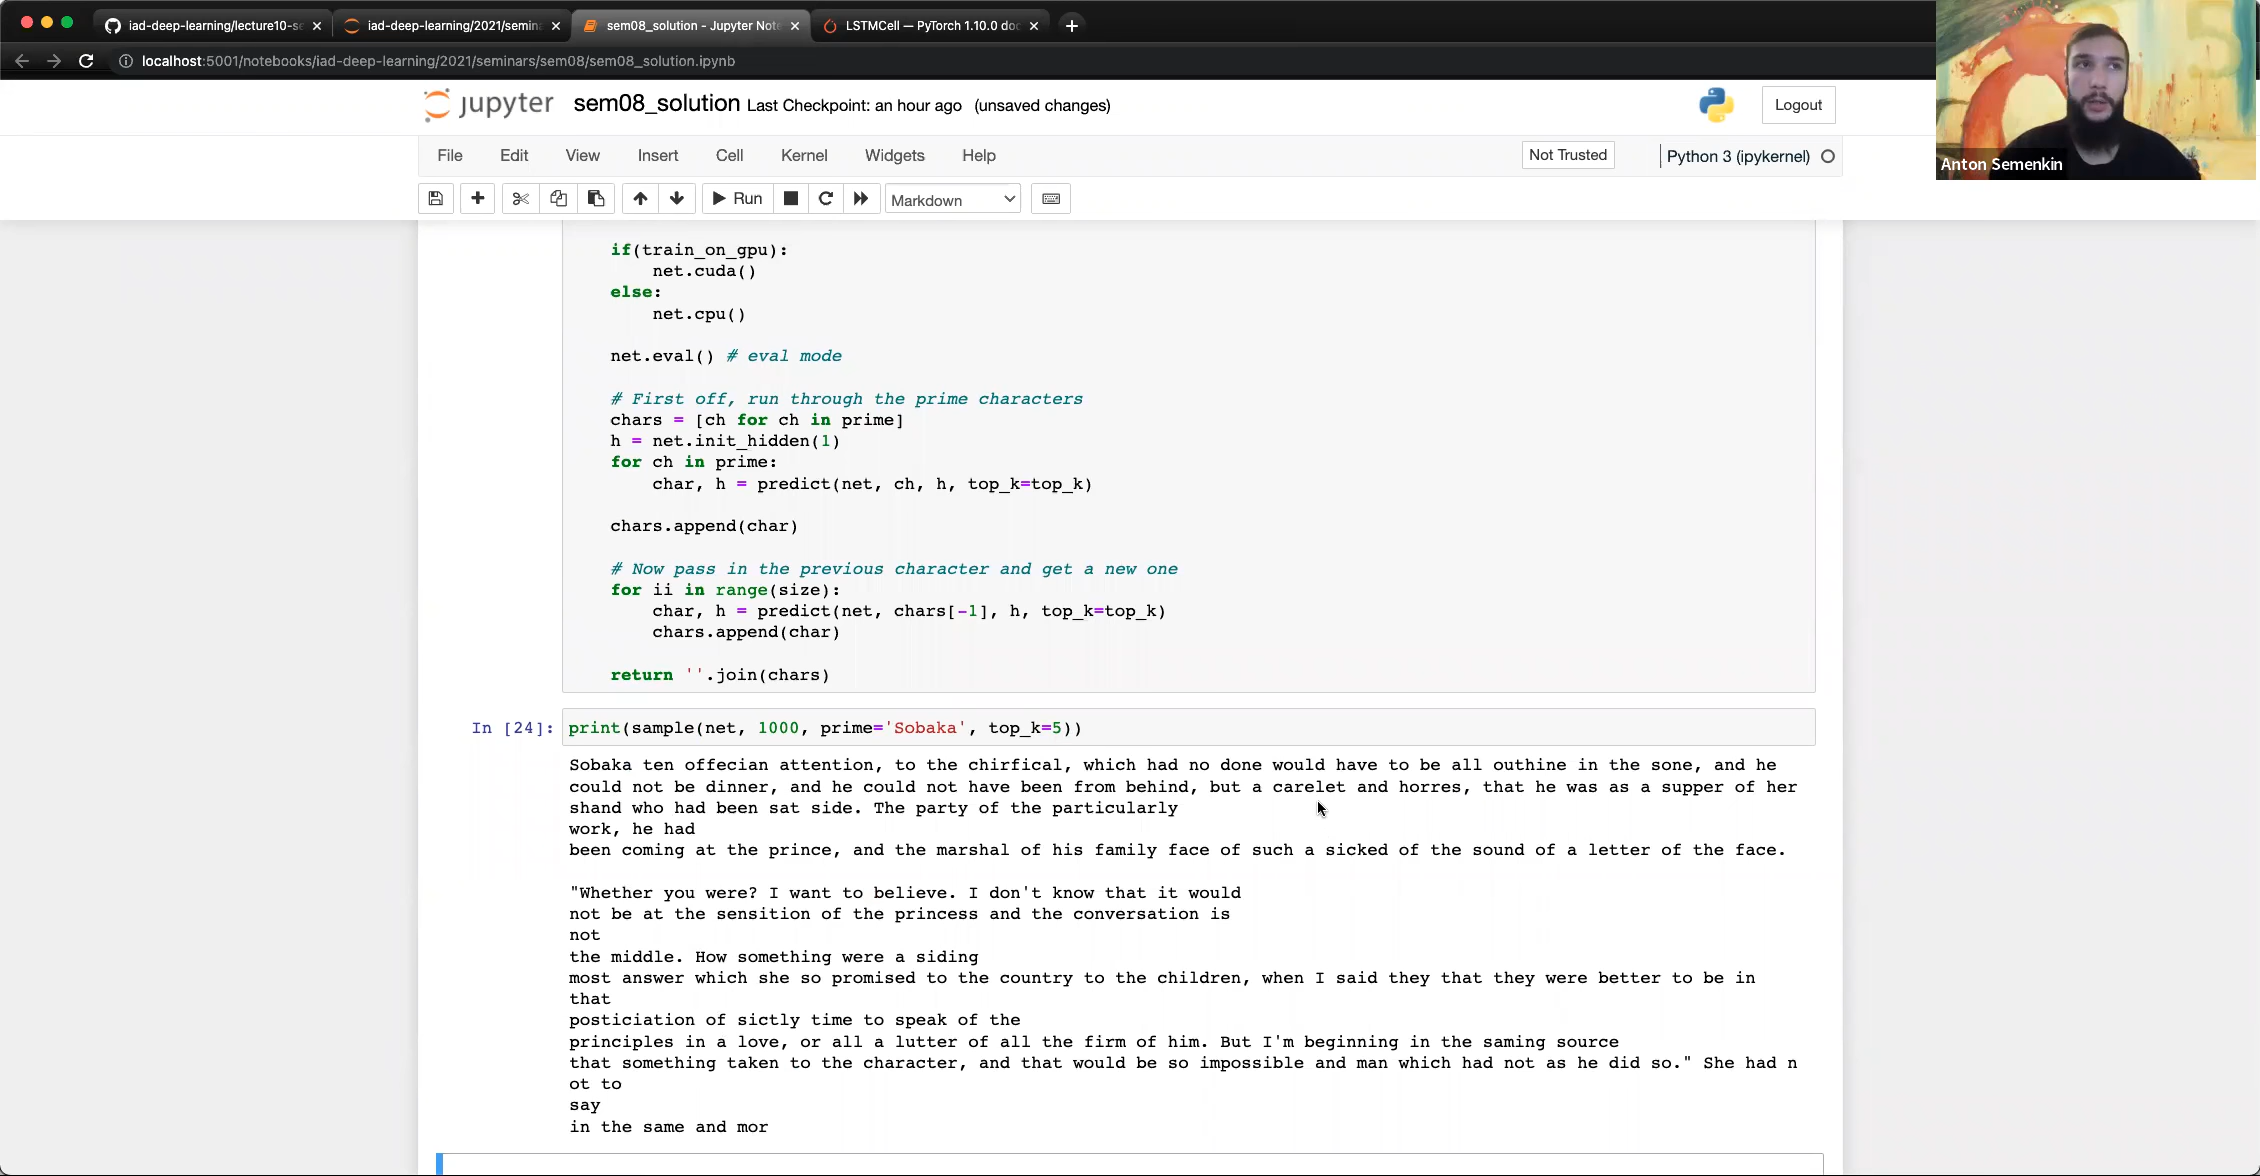 iad-deep-learning/lecture10-se
iad-deep-learning/2021/semin
sem08_solution - Jupyter Note
LSTMCell — PyTorch 1.10.0 doc
localhost:5001/notebooks/iad-deep-learning/2021/seminars/sem08/sem08_solution.ipynb
jupyter sem08_solution Last Checkpoint: an hour ago (unsaved changes)
Logout
File Edit View Insert Cell Kernel Widgets Help
Not Trusted
Python 3 (ipykernel)
Anton Semenkin
Run
Markdown
if(train_on_gpu):
net.cuda()
else:
net.cpu()
net.eval() # eval mode
# First off, run through the prime characters
chars = [ch for ch in prime]
h = net.init_hidden(1)
for ch in prime:
char, h = predict(net, ch, h, top_k=top_k)
chars.append(char)
# Now pass in the previous character and get a new one
for ii in range(size):
char, h = predict(net, chars[-1], h, top_k=top_k)
chars.append(char)
return ''.join(chars)
In [24]: print(sample(net, 1000, prime='Sobaka', top_k=5))
Sobaka ten offecian attention, to the chirfical, which had no done would have to be all outhine in the sone, and he
could not be dinner, and he could not have been from behind, but a carelet and horres, that he was as a supper of her
shand who had been sat side. The party of the particularly
work, he had
been coming at the prince, and the marshal of his family face of such a sicked of the sound of a letter of the face.
"Whether you were? I want to believe. I don't know that it would
not be at the sensition of the princess and the conversation is
not
the middle. How something were a siding
most answer which she so promised to the country to the children, when I said they that they were better to be in
that
posticiation of sictly time to speak of the
principles in a love, or all a lutter of all the firm of him. But I'm beginning in the saming source
that something taken to the character, and that would be so impossible and man which had not as he did so." She had n
ot to
say
in the same and mor